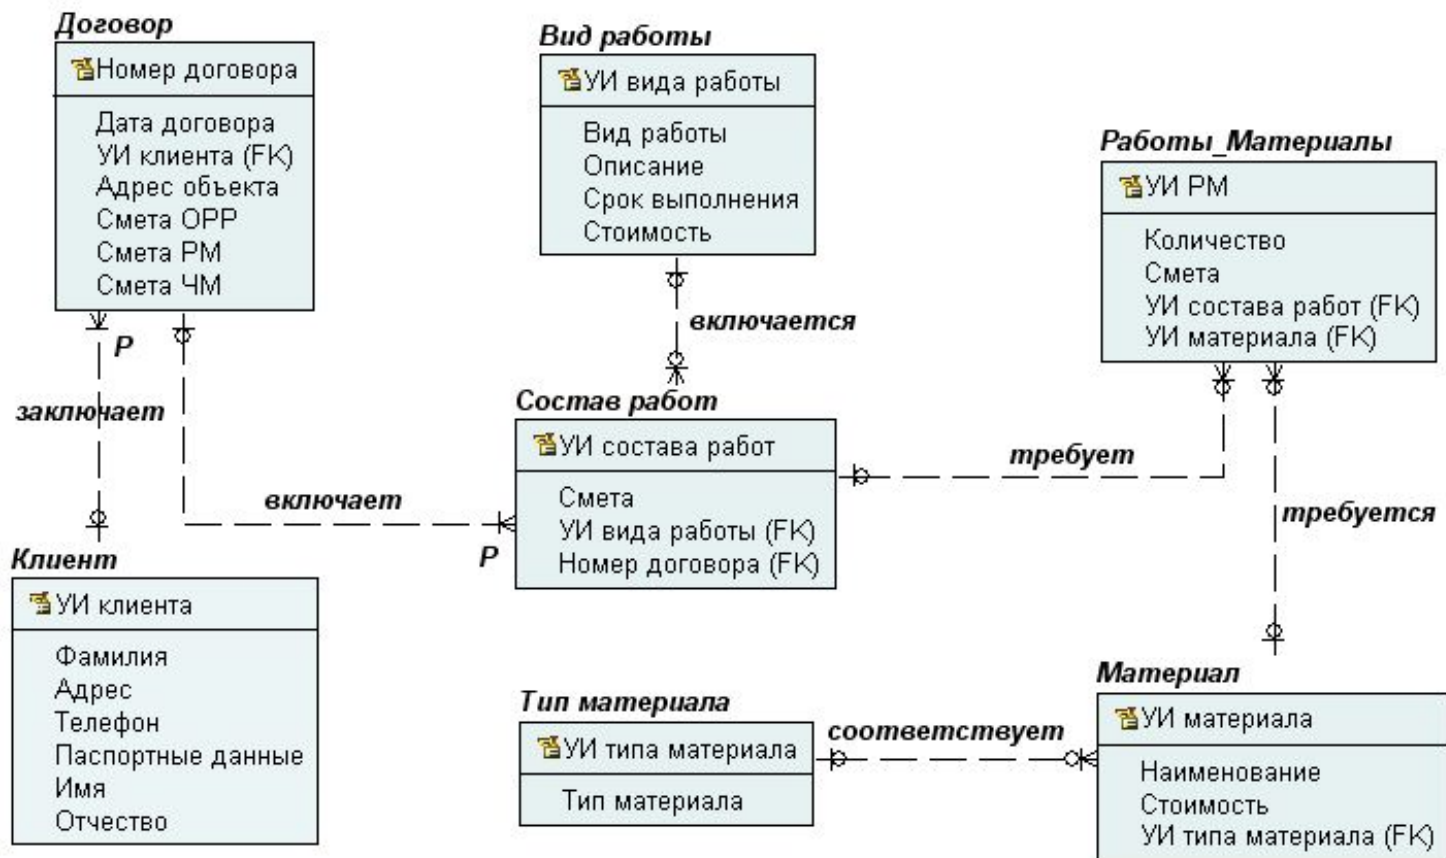 Договор
Номер договора
Дата договора
УИ клиента (FK)
Адрес объекта
Смета ОРР
Смета РМ
Смета ЧМ
P
заключает
включает
P
Клиент
УИ клиента
Фамилия
Адрес
Телефон
Паспортные данные
Имя
Отчество
Вид работы
УИ вида работы
Вид работы
Описание
Срок выполнения
Стоимость
включается
Состав работ
УИ состава работ
Смета
УИ вида работы (FK)
Номер договора (FK)
требует
Работы_Материалы
УИ РМ
Количество
Смета
УИ состава работ (FK)
УИ материала (FK)
требуется
Тип материала
УИ типа материала
Тип материала
соответствует
Материал
УИ материала
Наименование
Стоимость
УИ типа материала (FK)